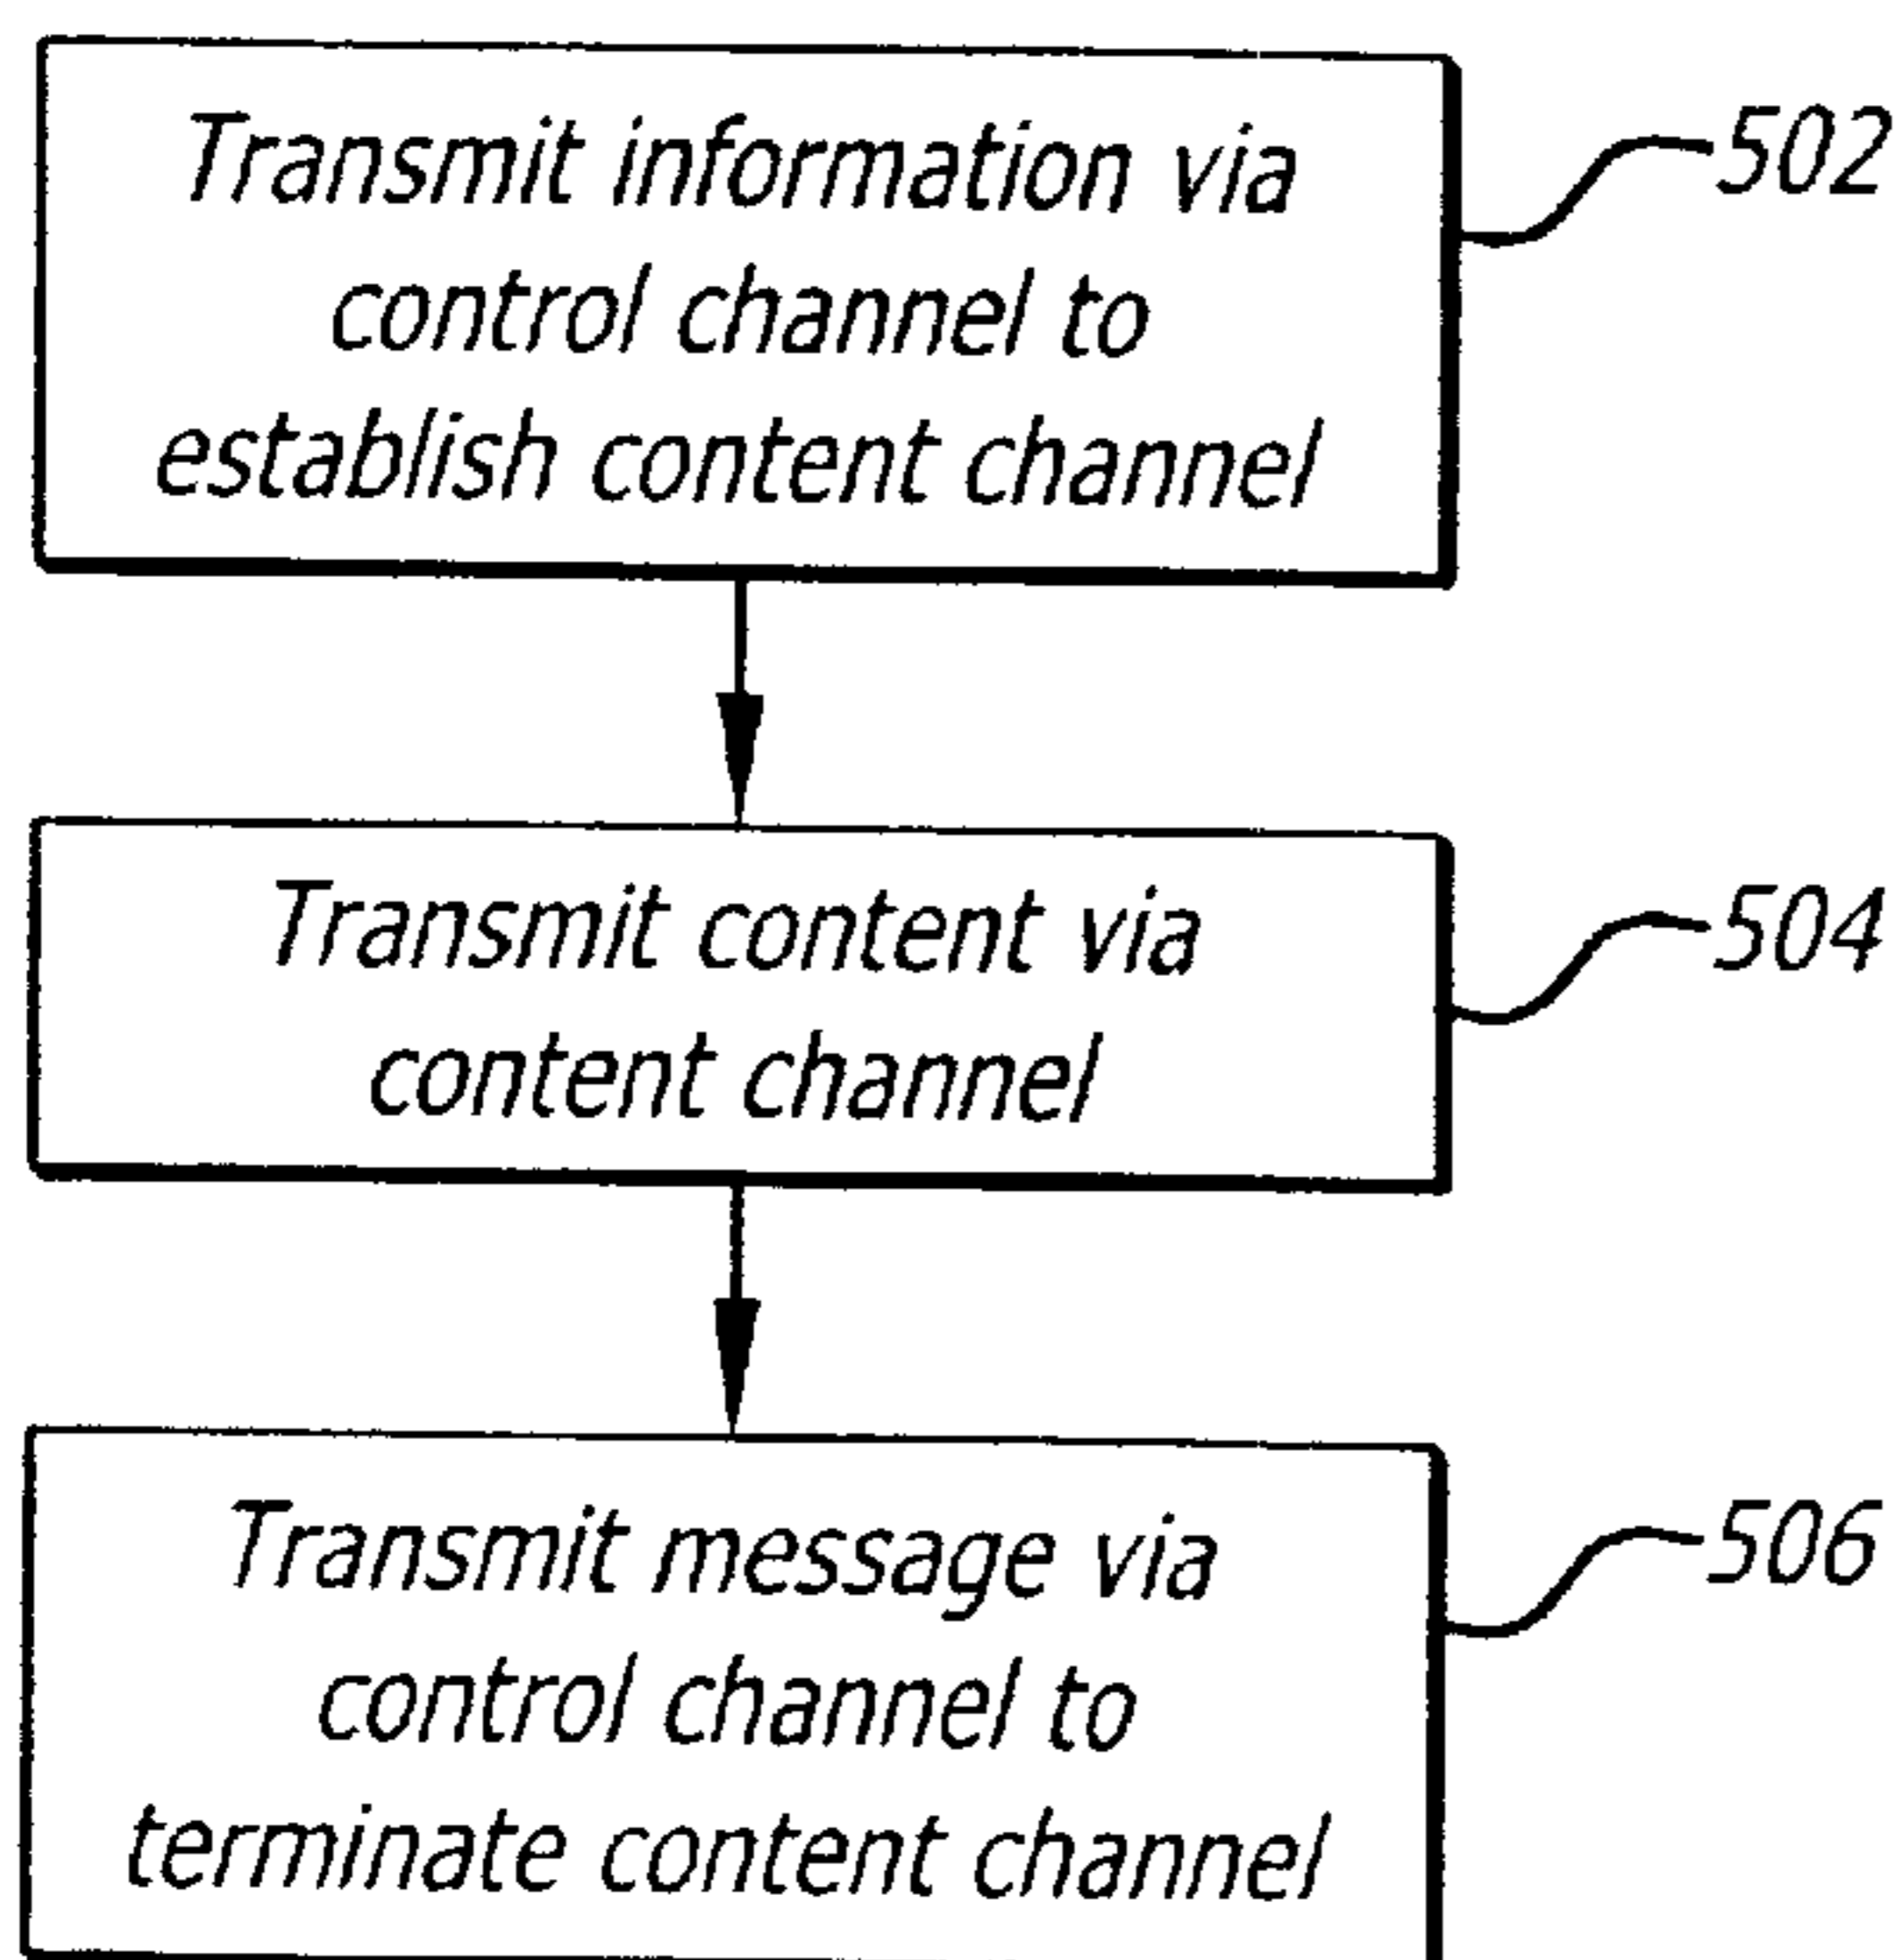 Transmit information via
control channel to
establish content channel
502
Transmit content via
content channel
504
Transmit message via
control channel to
terminate content channel
506